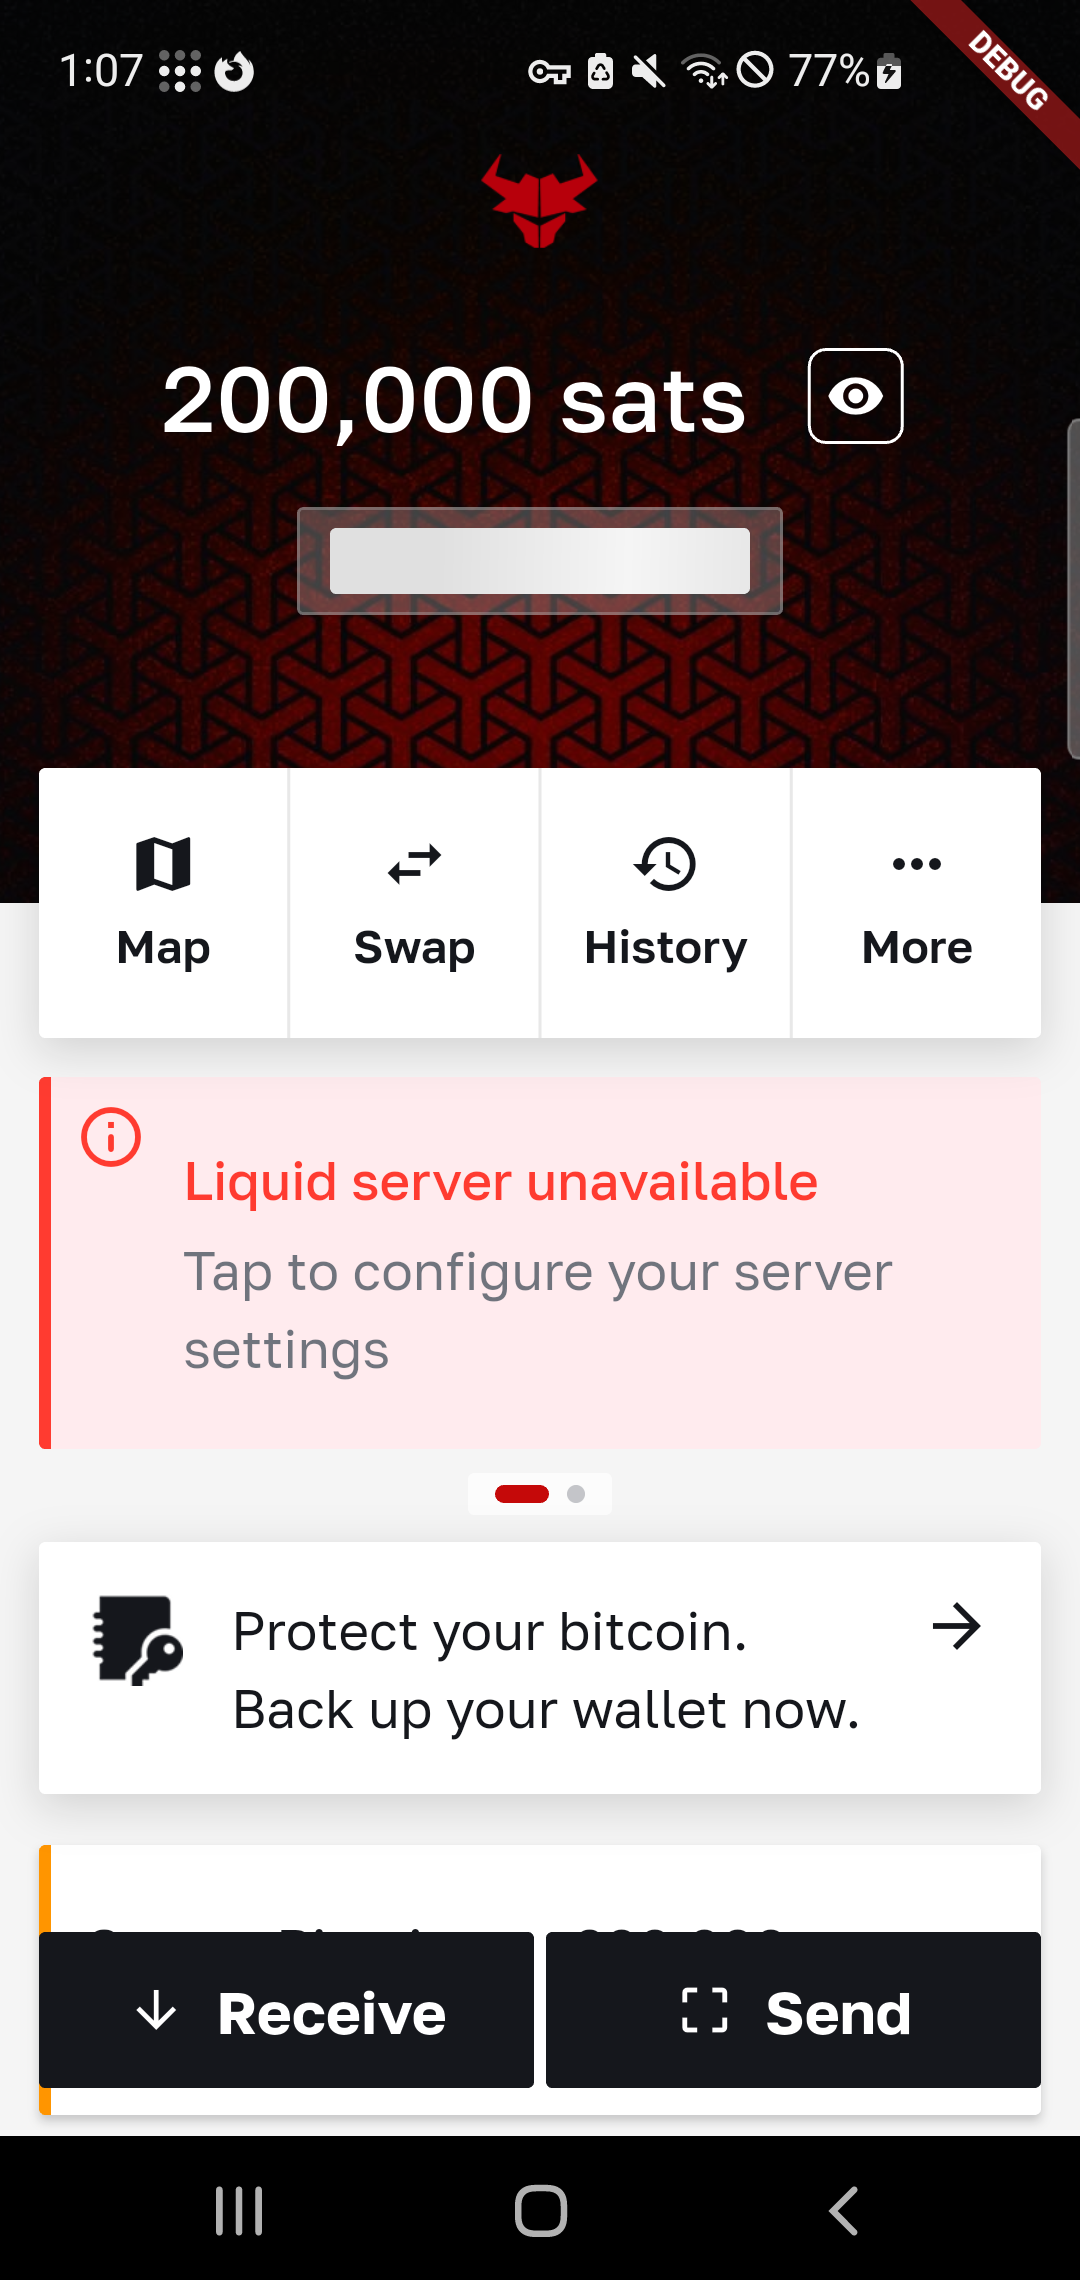 1:07
77%
DEBUG
200,000 sats
Map
Swap
History
More
Liquid server unavailable
Tap to configure your server
settings
Protect your bitcoin.
Back up your wallet now.
Receive
Send